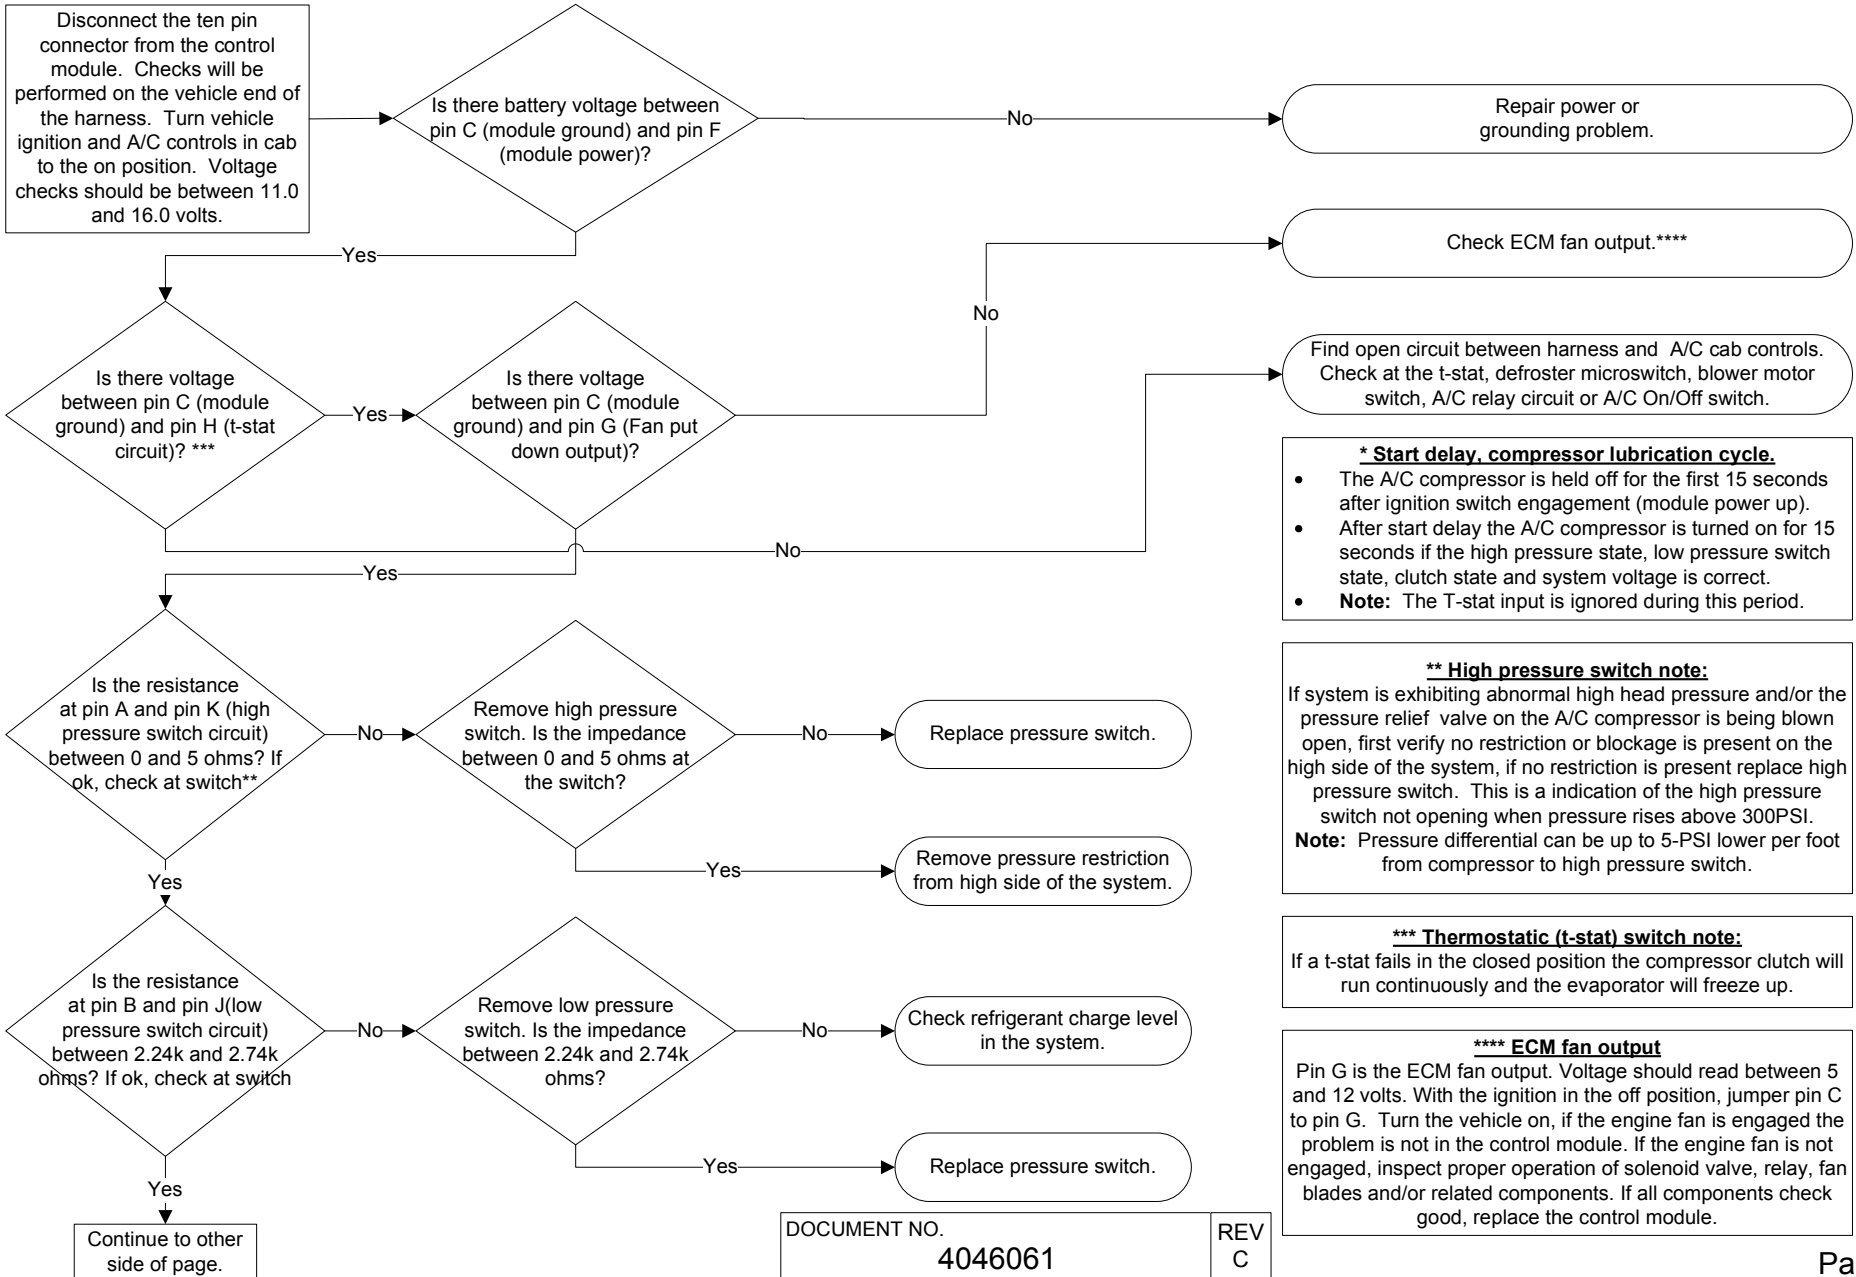 Disconnect the ten pin
connector from the control
module.  Checks will be
performed on the vehicle end of
the harness.  Turn vehicle
ignition and A/C controls in cab
to the on position.  Voltage
checks should be between 11.0
and 16.0 volts.
Is there battery voltage between
pin C (module ground) and pin F
(module power)?
No
Repair power or
grounding problem.
Yes
Check ECM fan output.****
No
Is there voltage
between pin C (module
ground) and pin H (t-stat
circuit)? ***
Yes
Is there voltage
between pin C (module
ground) and pin G (Fan put
down output)?
Find open circuit between harness and  A/C cab controls.
Check at the t-stat, defroster microswitch, blower motor
switch, A/C relay circuit or A/C On/Off switch.
No
Yes
* Start delay, compressor lubrication cycle.
• The A/C compressor is held off for the first 15 seconds
after ignition switch engagement (module power up).
• After start delay the A/C compressor is turned on for 15
seconds if the high pressure state, low pressure switch
state, clutch state and system voltage is correct.
• Note:  The T-stat input is ignored during this period.
Is the resistance
at pin A and pin K (high
pressure switch circuit)
between 0 and 5 ohms? If
ok, check at switch**
No
Remove high pressure
switch. Is the impedance
between 0 and 5 ohms at
the switch?
No
Replace pressure switch.
Yes
Remove pressure restriction
from high side of the system.
Yes
** High pressure switch note:
If system is exhibiting abnormal high head pressure and/or the
pressure relief  valve on the A/C compressor is being blown
open, first verify no restriction or blockage is present on the
high side of the system, if no restriction is present replace high
pressure switch.  This is a indication of the high pressure
switch not opening when pressure rises above 300PSI.
Note:  Pressure differential can be up to 5-PSI lower per foot
from compressor to high pressure switch.
Is the resistance
at pin B and pin J(low
pressure switch circuit)
between 2.24k and 2.74k
ohms? If ok, check at switch
No
Remove low pressure
switch. Is the impedance
between 2.24k and 2.74k
ohms?
No
Check refrigerant charge level
in the system.
Yes
Replace pressure switch.
Yes
Continue to other
side of page.
*** Thermostatic (t-stat) switch note:
If a t-stat fails in the closed position the compressor clutch will
run continuously and the evaporator will freeze up.
**** ECM fan output
Pin G is the ECM fan output. Voltage should read between 5
and 12 volts. With the ignition in the off position, jumper pin C
to pin G.  Turn the vehicle on, if the engine fan is engaged the
problem is not in the control module. If the engine fan is not
engaged, inspect proper operation of solenoid valve, relay, fan
blades and/or related components. If all components check
good, replace the control module.
DOCUMENT NO.
4046061
REV
C
Pa